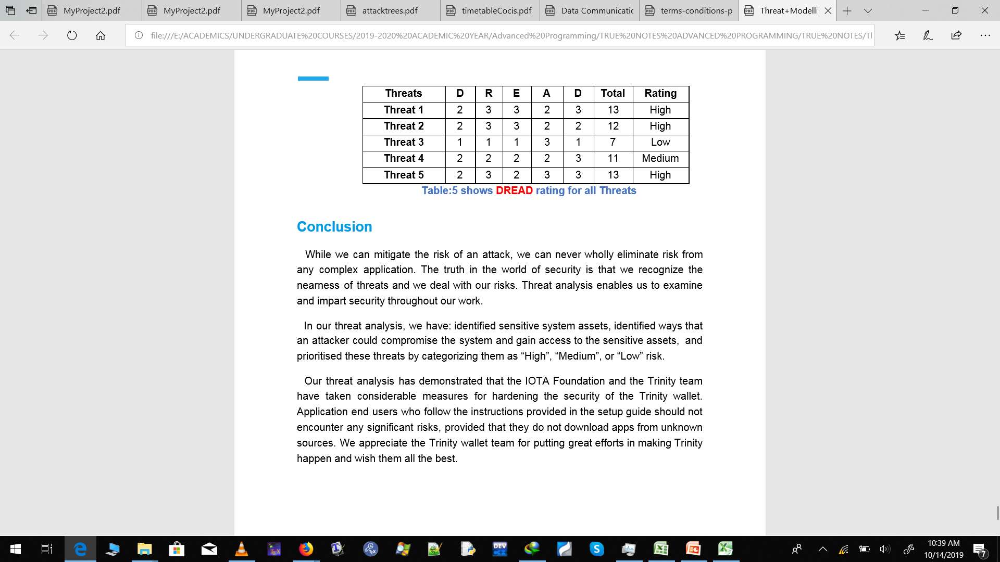 MyProject2.pdf MyProject2.pdf MyProject2.pdf attacktrees.pdf timetableCocis.pdf Data Communicatic terms-conditions-p Threat+Modelli
file:///E:/ACADEMICS/UNDERGRADUATE%20COURSES/2019-2020%20ACADEMIC%20YEAR/Advanced%20Programming/TRUE%20NOTES%20ADVANCED%20PROGRAMMING/TRUE%20NOTES/Tl
Threats D R E A D Total Rating
Threat 1 2 3 3 2 3 13 High
Threat 2 2 3 3 2 2 12 High
Threat 3 1 1 1 3 1 7 Low
Threat 4 2 2 2 2 3 11 Medium
Threat 5 2 3 2 3 3 13 High
Table:5 shows DREAD rating for all Threats
Conclusion
While we can mitigate the risk of an attack, we can never wholly eliminate risk from
any complex application. The truth in the world of security is that we recognize the
nearness of threats and we deal with our risks. Threat analysis enables us to examine
and impart security throughout our work.
In our threat analysis, we have: identified sensitive system assets, identified ways that
an attacker could compromise the system and gain access to the sensitive assets, and
prioritised these threats by categorizing them as “High”, “Medium”, or “Low” risk.
Our threat analysis has demonstrated that the IOTA Foundation and the Trinity team
have taken considerable measures for hardening the security of the Trinity wallet.
Application end users who follow the instructions provided in the setup guide should not
encounter any significant risks, provided that they do not download apps from unknown
sources. We appreciate the Trinity wallet team for putting great efforts in making Trinity
happen and wish them all the best.
10:39 AM
10/14/2019
7